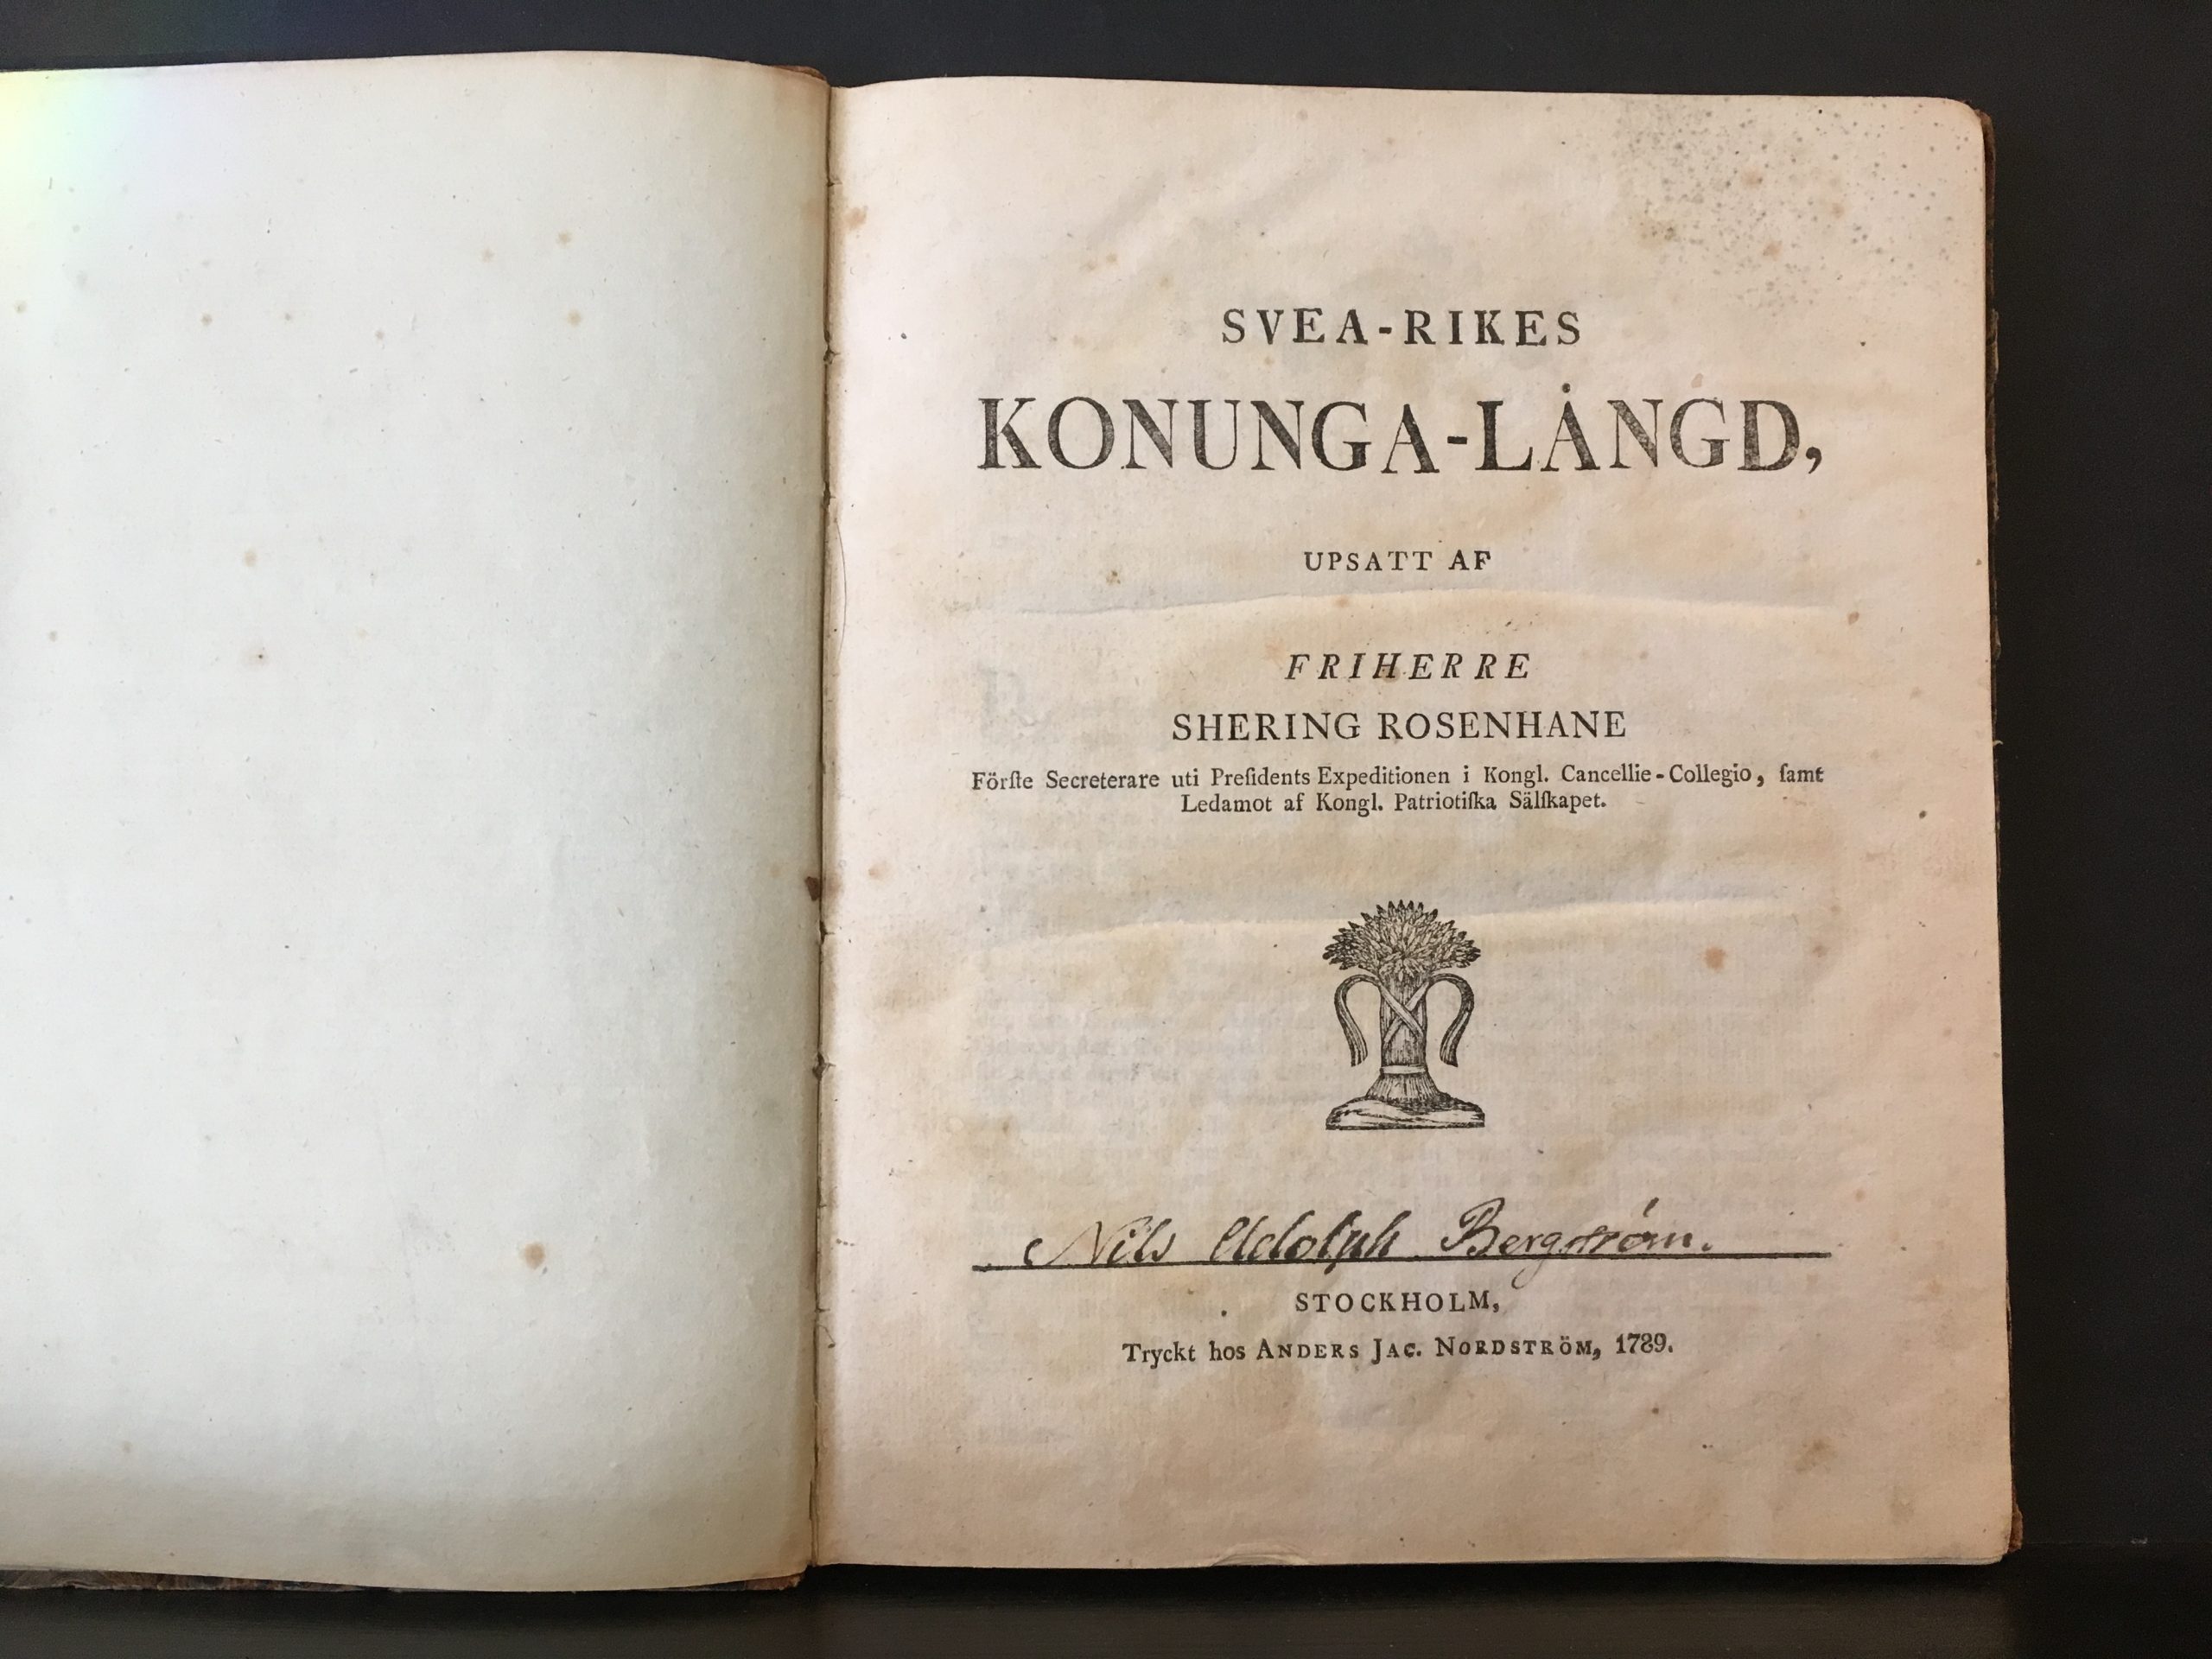 SVEA-RIKES
KONUNGA-LÅNGD,
UPSATT AF
FRIHERRE
SHERING ROSENHANE
Förſte Secreterare uti Preſidents Expeditionen i Kongl. Cancellie-Collegio, ſamt
Ledamot af Kongl. Patriotiſka Sälſkapet.
Nils Adolph Bergström.
STOCKHOLM,
Tryckt hos ANDERS JAC. NORDSTRÖM, 1789.